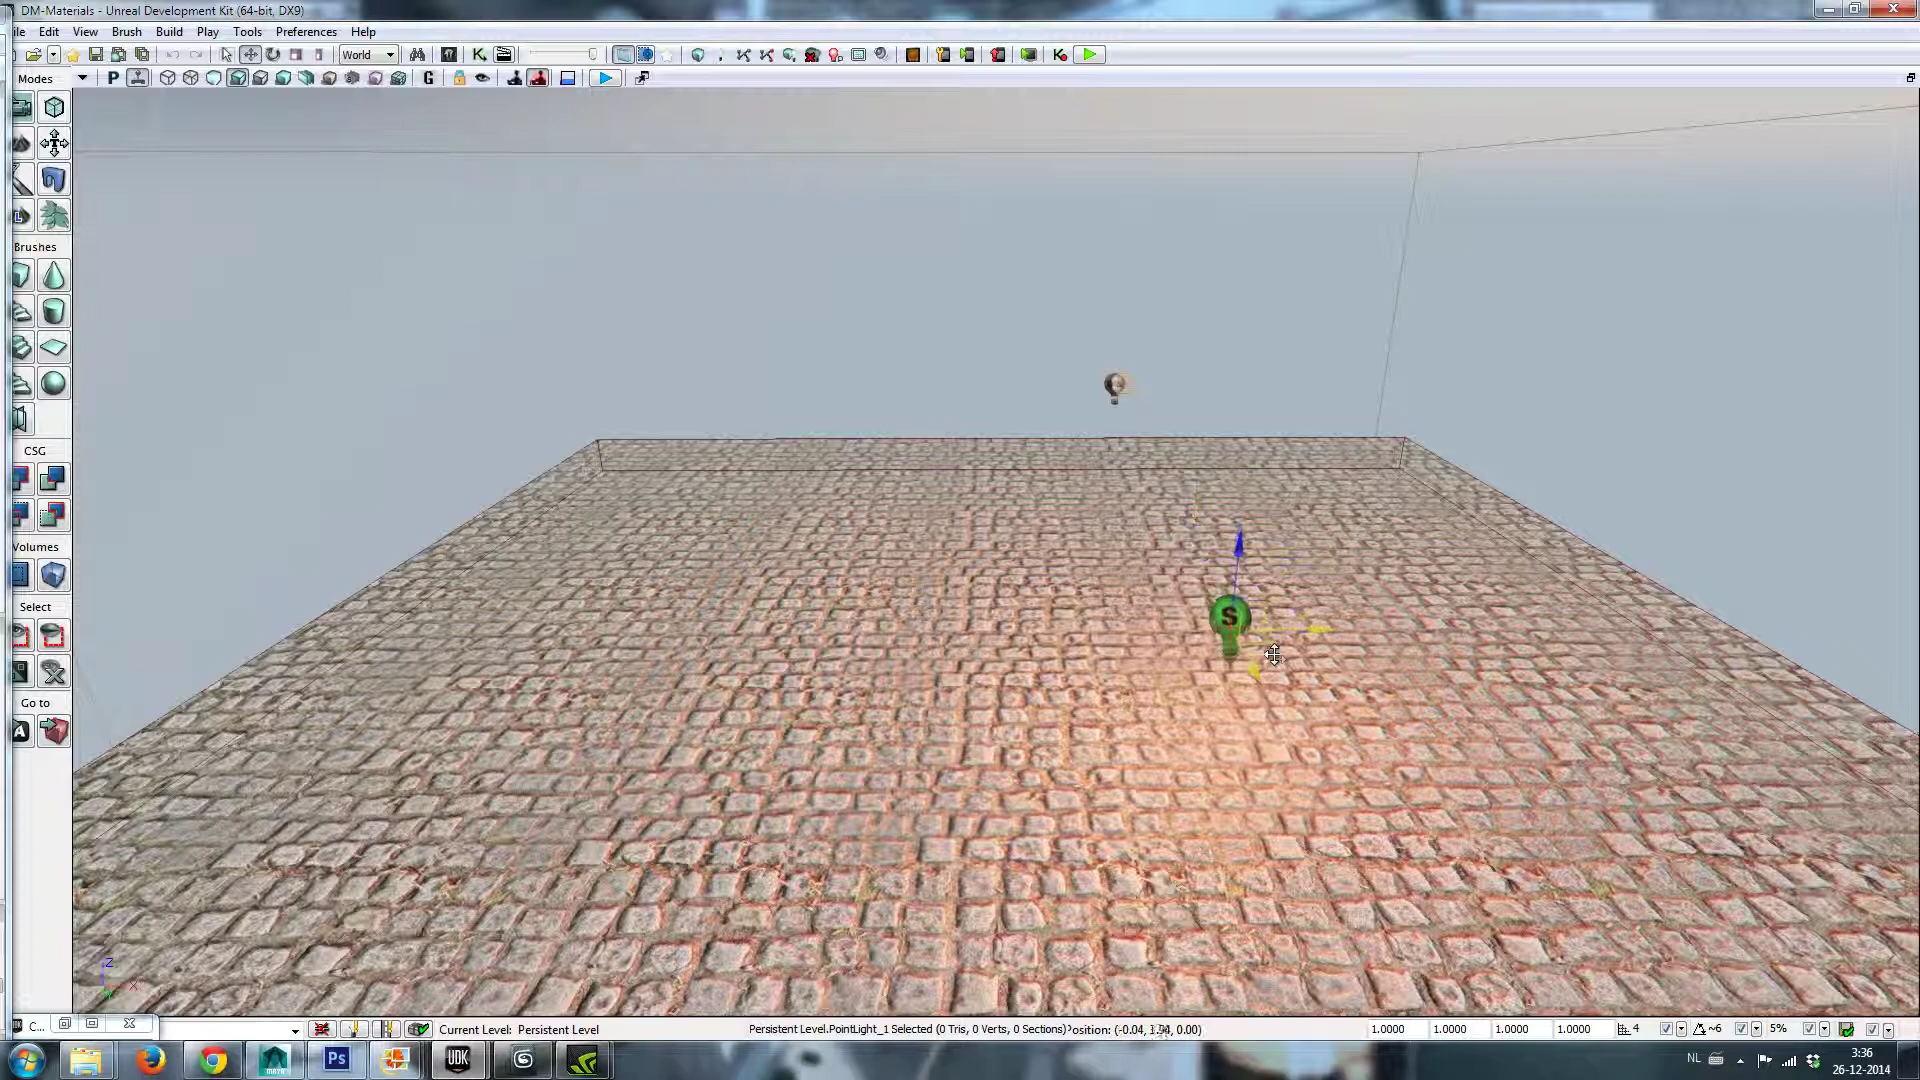 DM-Materials - Unreal Development Kit (64-bit, DX9)
ile Edit View Brush Build Play Tools Preferences Help
World
Modes
P
G
Brushes
CSG
Volumes
Select
Go to
A
S
Z
X
C...
Current Level: Persistent Level
Persistent Level.PointLight_1 Selected (0 Tris, 0 Verts, 0 Sections)
1.0000 1.0000 1.0000 1.0000
4
~6
5%
Ps
UDK
NL
3:36
26-12-2014